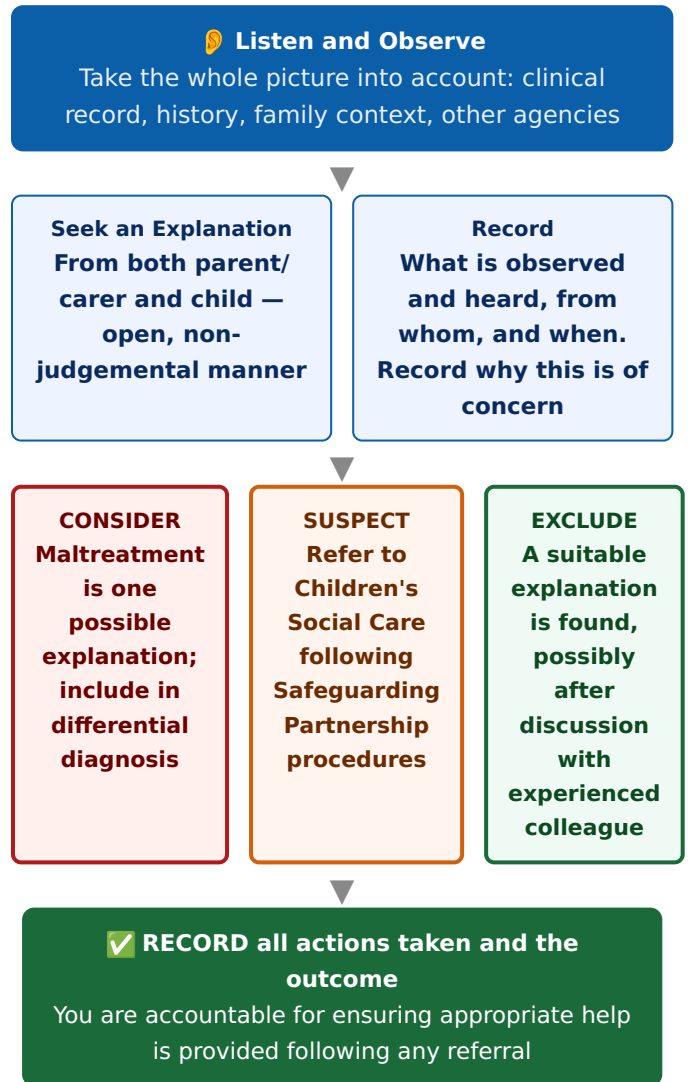 👂 Listen and Observe
Take the whole picture into account: clinical
record, history, family context, other agencies
Seek an Explanation
From both parent/
carer and child —
open, non-
judgemental manner
Record
What is observed
and heard, from
whom, and when.
Record why this is of
concern
CONSIDER
Maltreatment
is one
possible
explanation;
include in
differential
diagnosis
SUSPECT
Refer to
Children's
Social Care
following
Safeguarding
Partnership
procedures
EXCLUDE
A suitable
explanation
is found,
possibly
after
discussion
with
experienced
colleague
✅ RECORD all actions taken and the
outcome
You are accountable for ensuring appropriate help
is provided following any referral